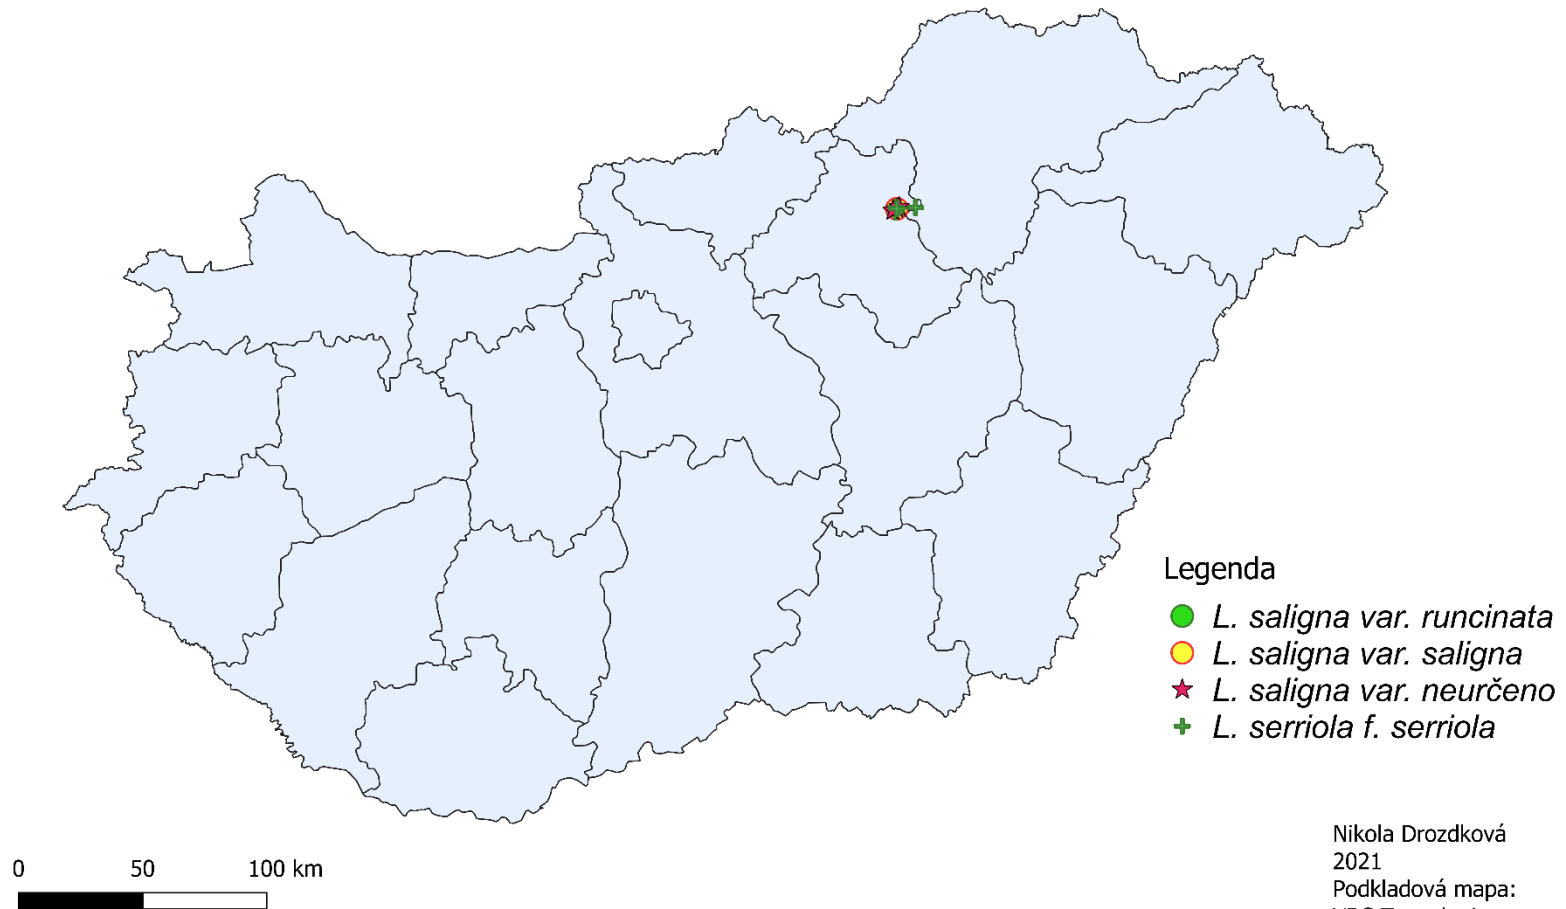 Legenda
L. saligna var. runcinata
L. saligna var. saligna
L. saligna var. neurčeno
L. serriola f. serriola
0 50 100 km
Nikola Drozdková
2021
Podkladová mapa: